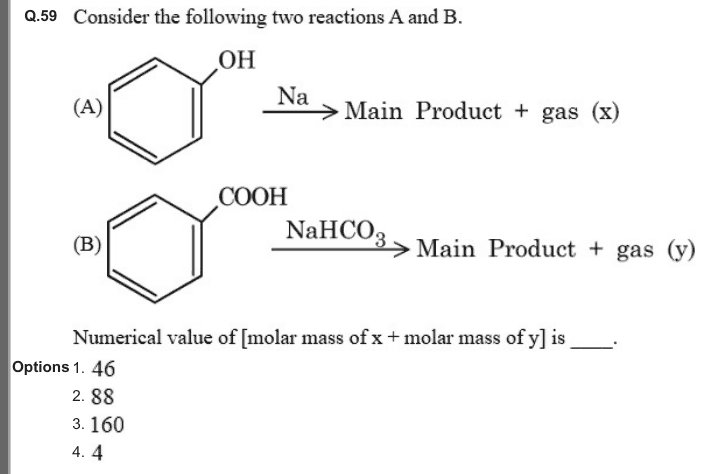 Q.59 Consider the following two reactions A and B.
OH
(A)
Na
Main Product + gas (x)
COOH
(B)
NaHCO₃
Main Product + gas (y)
Numerical value of [molar mass of x + molar mass of y] is ____.
Options 1. 46
2. 88
3. 160
4. 4